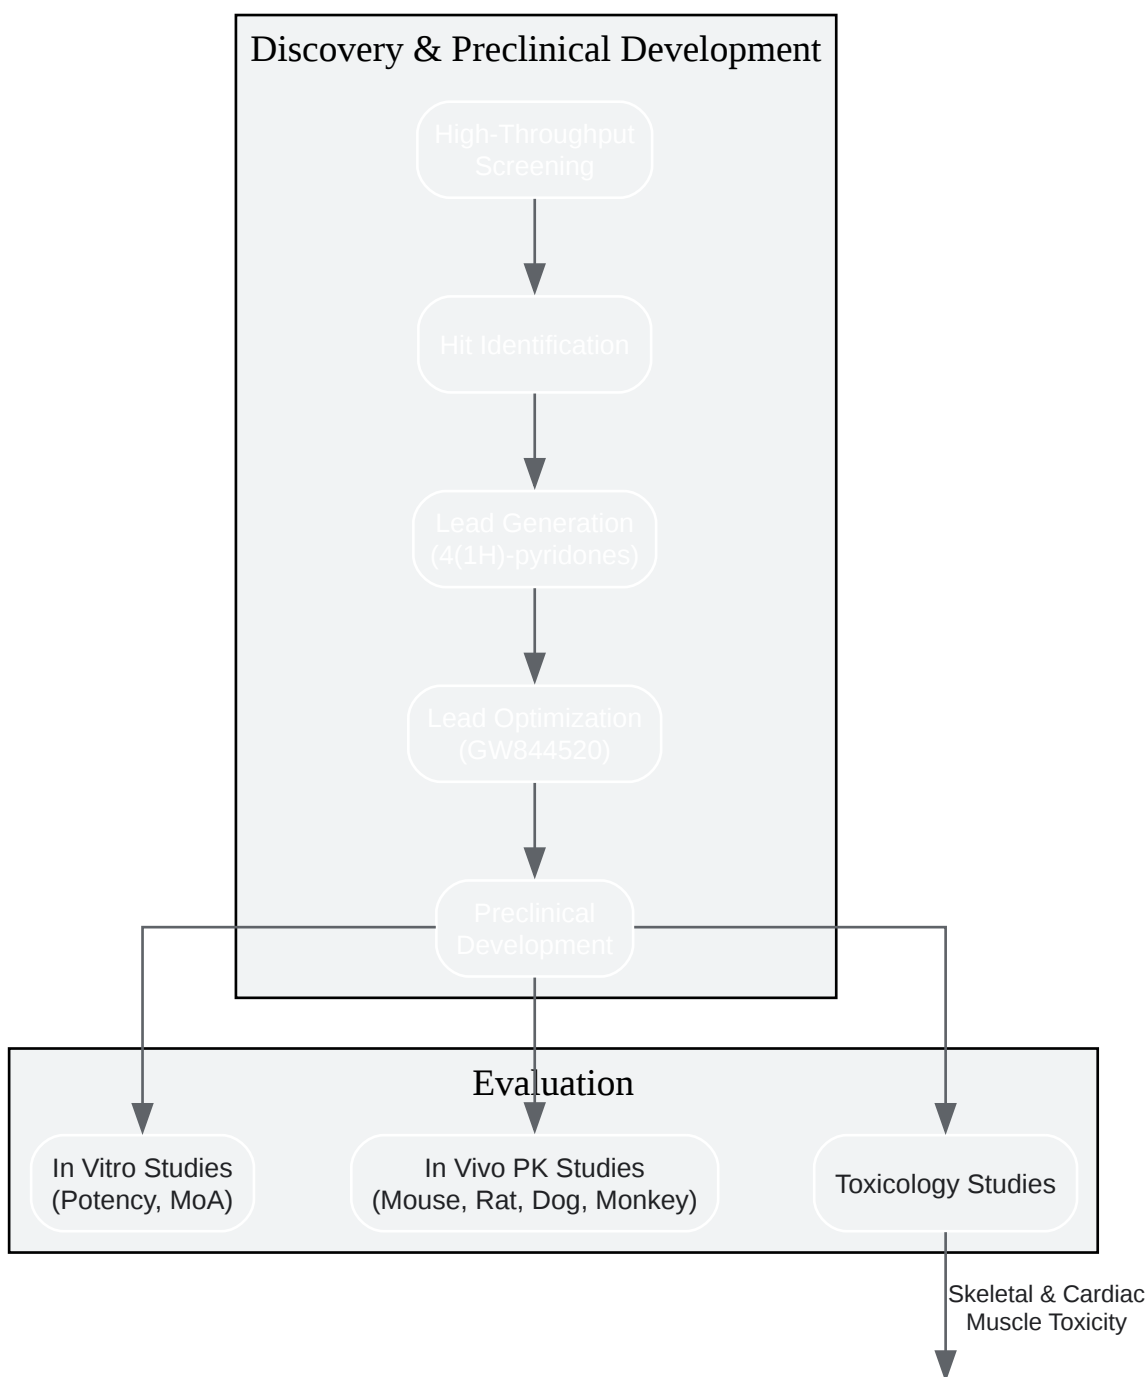 Discovery & Preclinical Development
High-Throughput
Screening
Hit Identification
Lead Generation
(4(1H)-pyridones)
Lead Optimization
(GW844520)
Preclinical
Development
Evaluation
In Vitro Studies
(Potency, MoA)
In Vivo PK Studies
(Mouse, Rat, Dog, Monkey)
Toxicology Studies
Skeletal & Cardiac
Muscle Toxicity